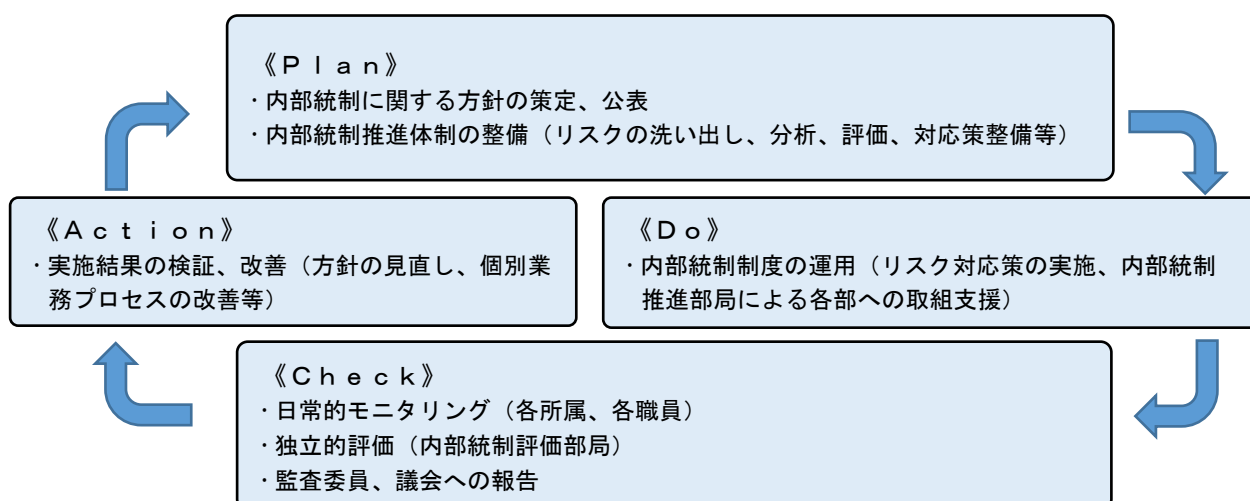 《Ｐｌａｎ》
・内部統制に関する方針の策定、公表
・内部統制推進体制の整備（リスクの洗い出し、分析、評価、対応策整備等）
《Ａｃｔｉｏｎ》
・実施結果の検証、改善（方針の見直し、個別業
務プロセスの改善等）
《Ｄｏ》
・内部統制制度の運用（リスク対応策の実施、内部統制
推進部局による各部への取組支援）
《Ｃｈｅｃｋ》
・日常的モニタリング（各所属、各職員）
・独立的評価（内部統制評価部局）
・監査委員、議会への報告